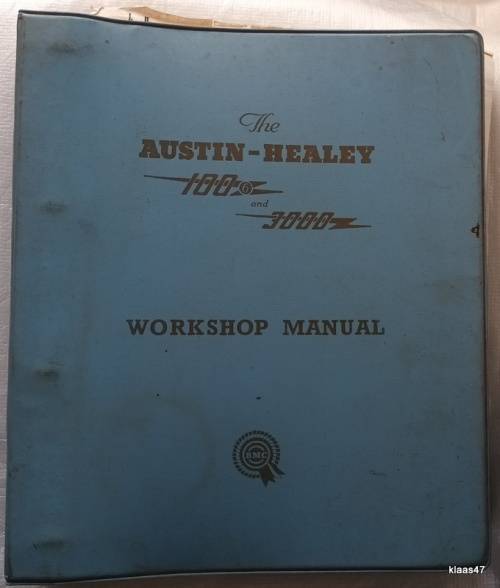 The
AUSTIN-HEALEY
100 6
and
3000
WORKSHOP MANUAL
BMC
klaas47